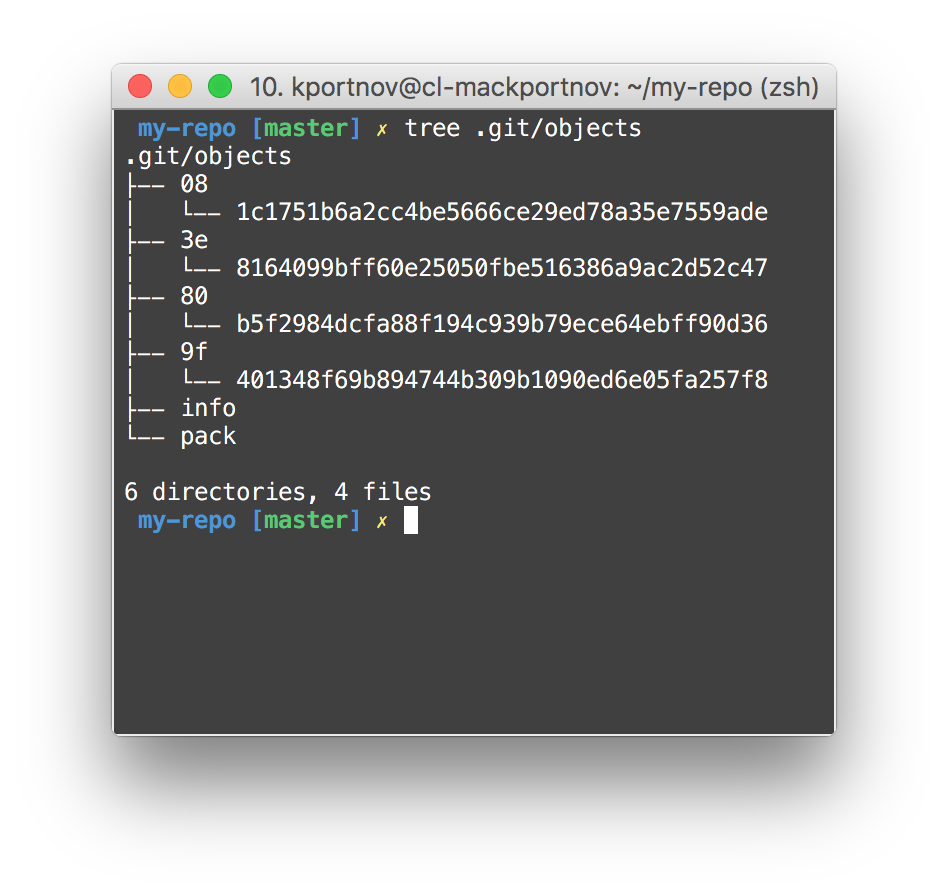 10. kportnov@cl-mackportnov: ~/my-repo (zsh)
my-repo [master] ✗ tree .git/objects
.git/objects
├── 08
│   └── 1c1751b6a2cc4be5666ce29ed78a35e7559ade
├── 3e
│   └── 8164099bff60e25050fbe516386a9ac2d52c47
├── 80
│   └── b5f2984dcfa88f194c939b79ece64ebff90d36
├── 9f
│   └── 401348f69b894744b309b1090ed6e05fa257f8
├── info
└── pack
6 directories, 4 files
my-repo [master] ✗